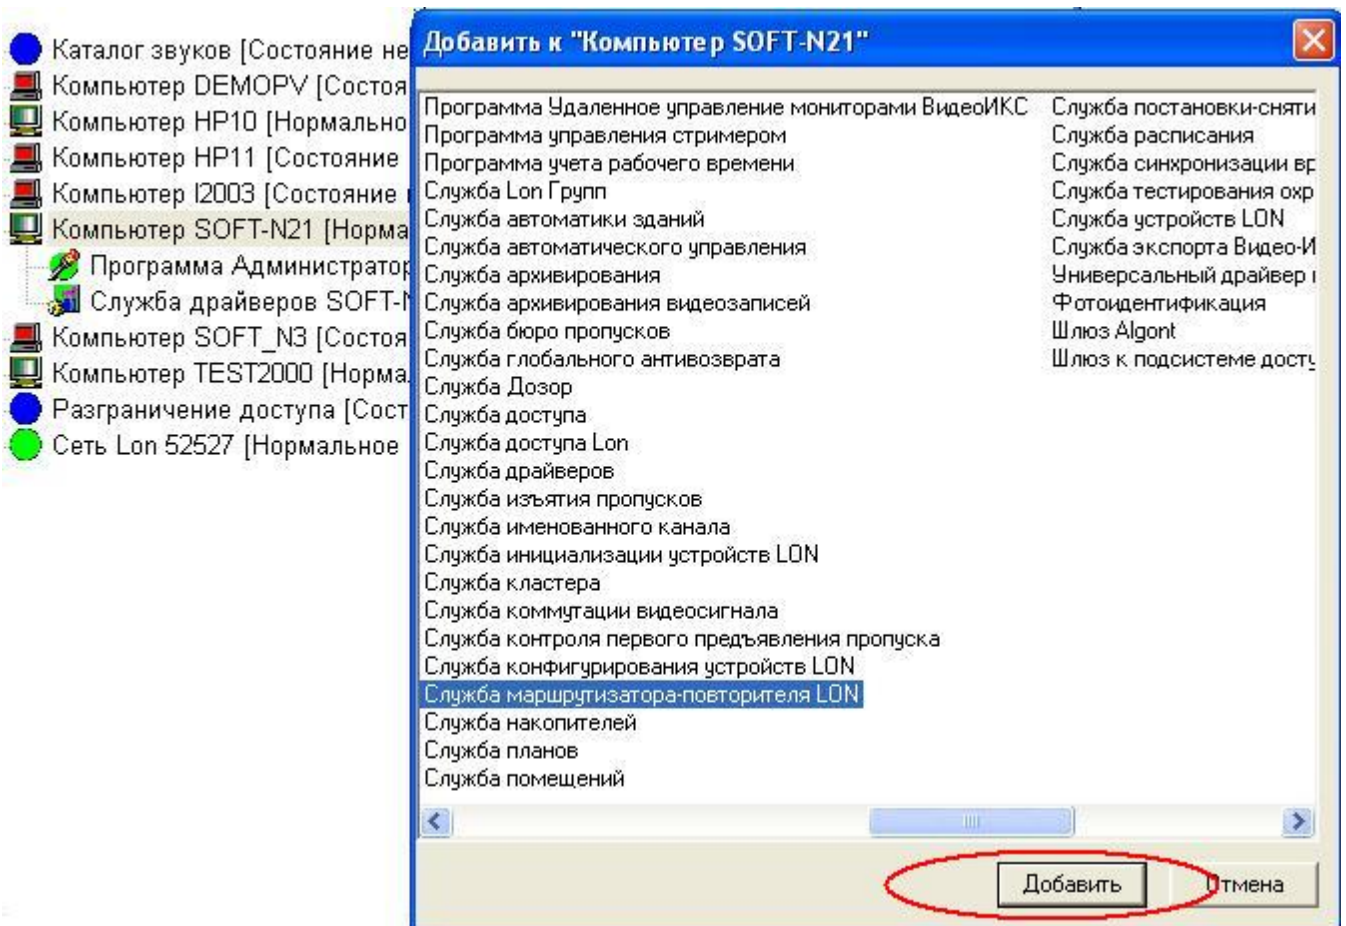 Каталог звуков [Состояние не
Компьютер DEMOPV [Состоя
Компьютер HP10 [Нормально
Компьютер HP11 [Состояние
Компьютер I2003 [Состояние
Компьютер SOFT-N21 [Норма
Программа Администратор
Служба драйверов SOFT-N
Компьютер SOFT_N3 [Состоя
Компьютер TEST2000 [Норма
Разграничение доступа [Сост
Сеть Lon 52527 [Нормальное
Добавить к "Компьютер SOFT-N21"
Программа Удаленное управление мониторами ВидеоИКС
Программа управления стримером
Программа учета рабочего времени
Служба Lon Групп
Служба автоматики зданий
Служба автоматического управления
Служба архивирования
Служба архивирования видеозаписей
Служба бюро пропусков
Служба глобального антивозврата
Служба Дозор
Служба доступа
Служба доступа Lon
Служба драйверов
Служба изъятия пропусков
Служба именованного канала
Служба инициализации устройств LON
Служба кластера
Служба коммутации видеосигнала
Служба контроля первого предъявления пропуска
Служба конфигурирования устройств LON
Служба маршрутизатора-повторителя LON
Служба накопителей
Служба планов
Служба помещений
Служба постановки-сняти
Служба расписания
Служба синхронизации вр
Служба тестирования охр
Служба устройств LON
Служба экспорта Видео-И
Универсальный драйвер
Фотоидентификация
Шлюз Algont
Шлюз к подсистеме досту
Добавить
Отмена